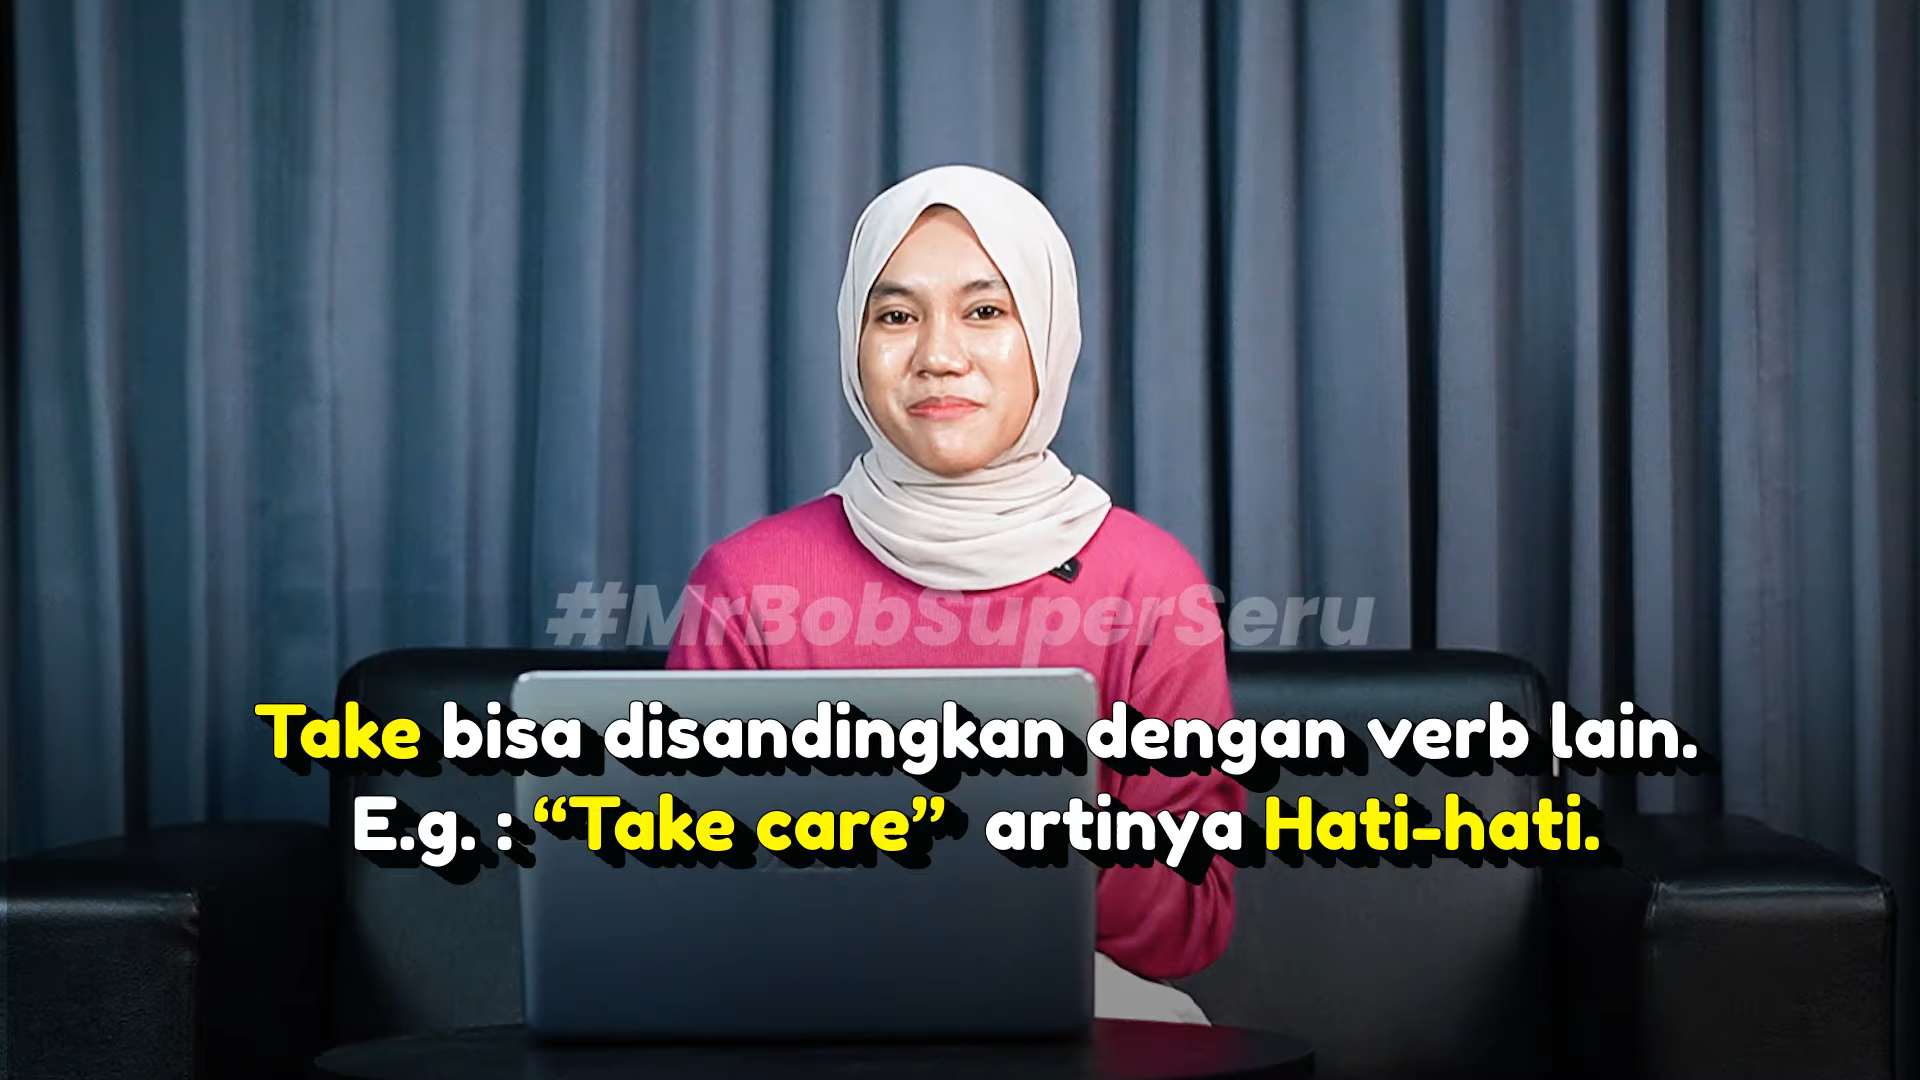 #MrBobSuperSeru
Take bisa disandingkan dengan verb lain.
E.g. : “Take care” artinya Hati-hati.